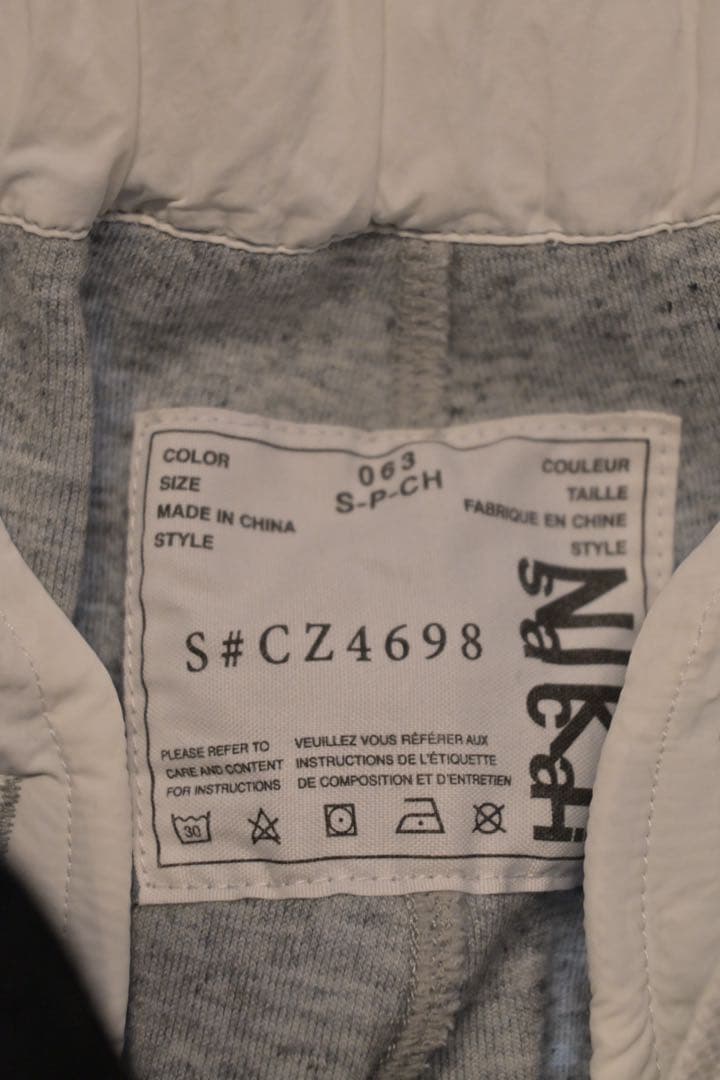 COLOR 063 COULEUR
SIZE S-P-CH TAILLE
MADE IN CHINA FABRIQUE EN CHINE
STYLE STYLE
S#CZ4698
PLEASE REFER TO
CARE AND CONTENT
FOR INSTRUCTIONS
VEUILLEZ VOUS RÉFÉRER AUX
INSTRUCTIONS DE L'ÉTIQUETTE
DE COMPOSITION ET D'ENTRETIEN
30
sacai